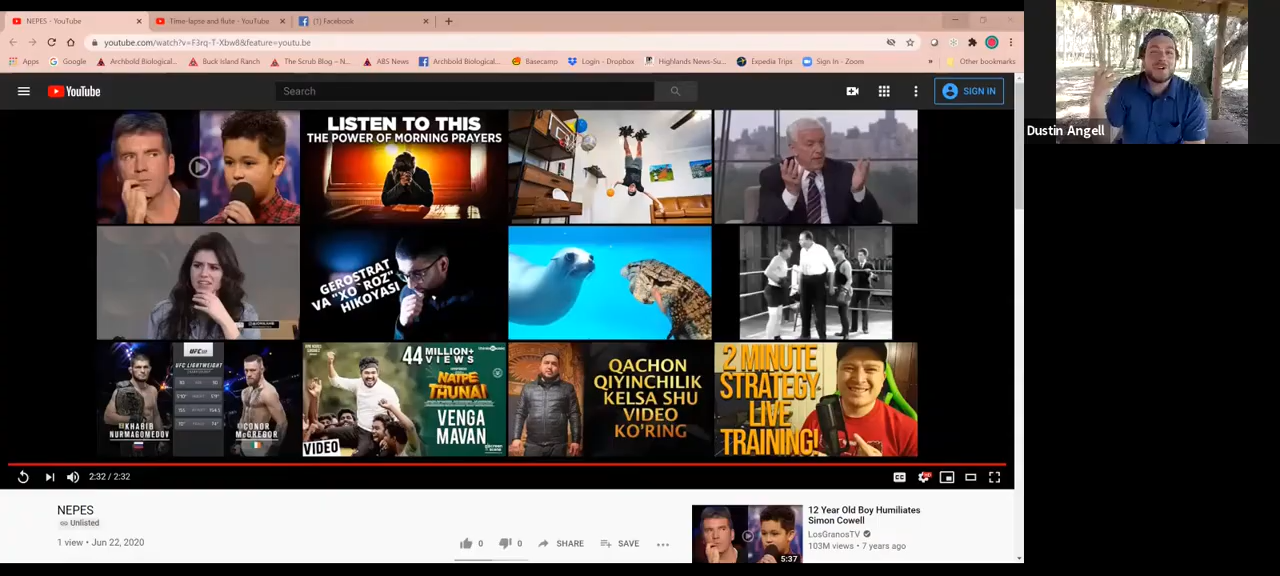 NEPES - YouTube
Time-lapse and flute - YouTube
(1) Facebook
youtube.com/watch?v=F3rq-T-Xbw8&feature=youtu.be
Apps
Google
Archbold Biological...
Buck Island Ranch
The Scrub Blog – N...
ABS News
Archbold Biological...
Basecamp
Login - Dropbox
Highlands News-Su...
Expedia Trips
Sign In - Zoom
»
Other bookmarks
YouTube
Search
SIGN IN
Dustin Angell
LISTEN TO THIS
THE POWER OF MORNING PRAYERS
GEROSTRAT
VA "XO`ROZ"
HIKOYASI
KHABIB
NURMAGOMEDOV
UFC LIGHTWEIGHT
CONOR
McGREGOR
44 MILLION+
VIEWS
NATPE
THUNAI
VENGA
MAVAN
VIDEO
QACHON
QIYINCHILIK
KELSA SHU
VIDEO
KO'RING
2 MINUTE
STRATEGY
LIVE
TRAINING!
2:32 / 2:32
CC
HD
NEPES
Unlisted
1 view • Jun 22, 2020
0
0
SHARE
SAVE
12 Year Old Boy Humiliates
Simon Cowell
LosGranosTV
103M views • 7 years ago
5:37